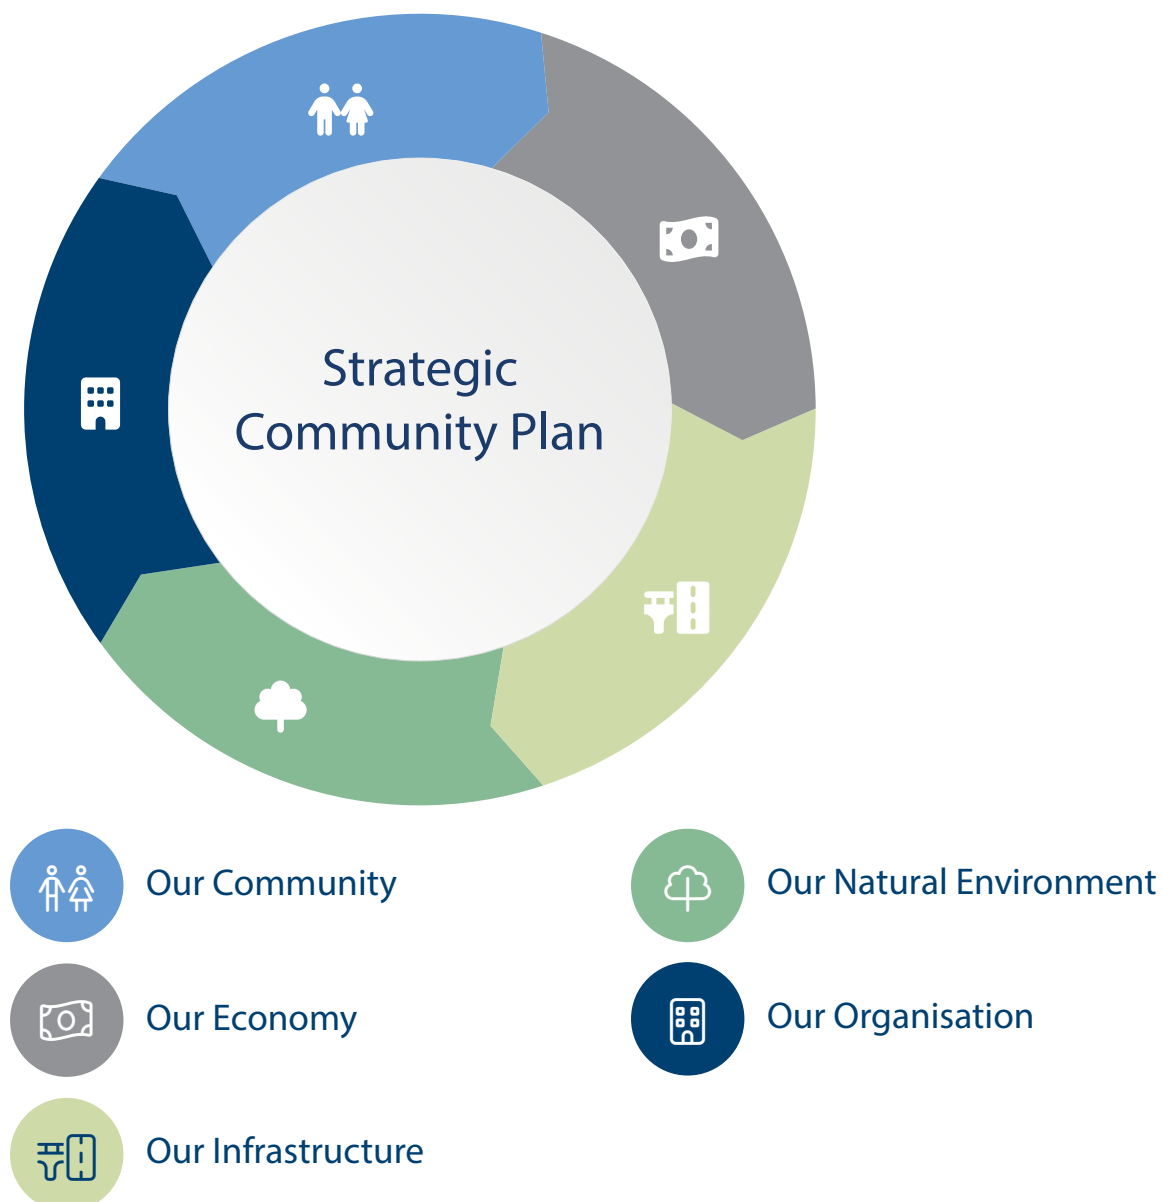 Strategic
Community Plan
Our Community
Our Economy
Our Infrastructure
Our Natural Environment
Our Organisation